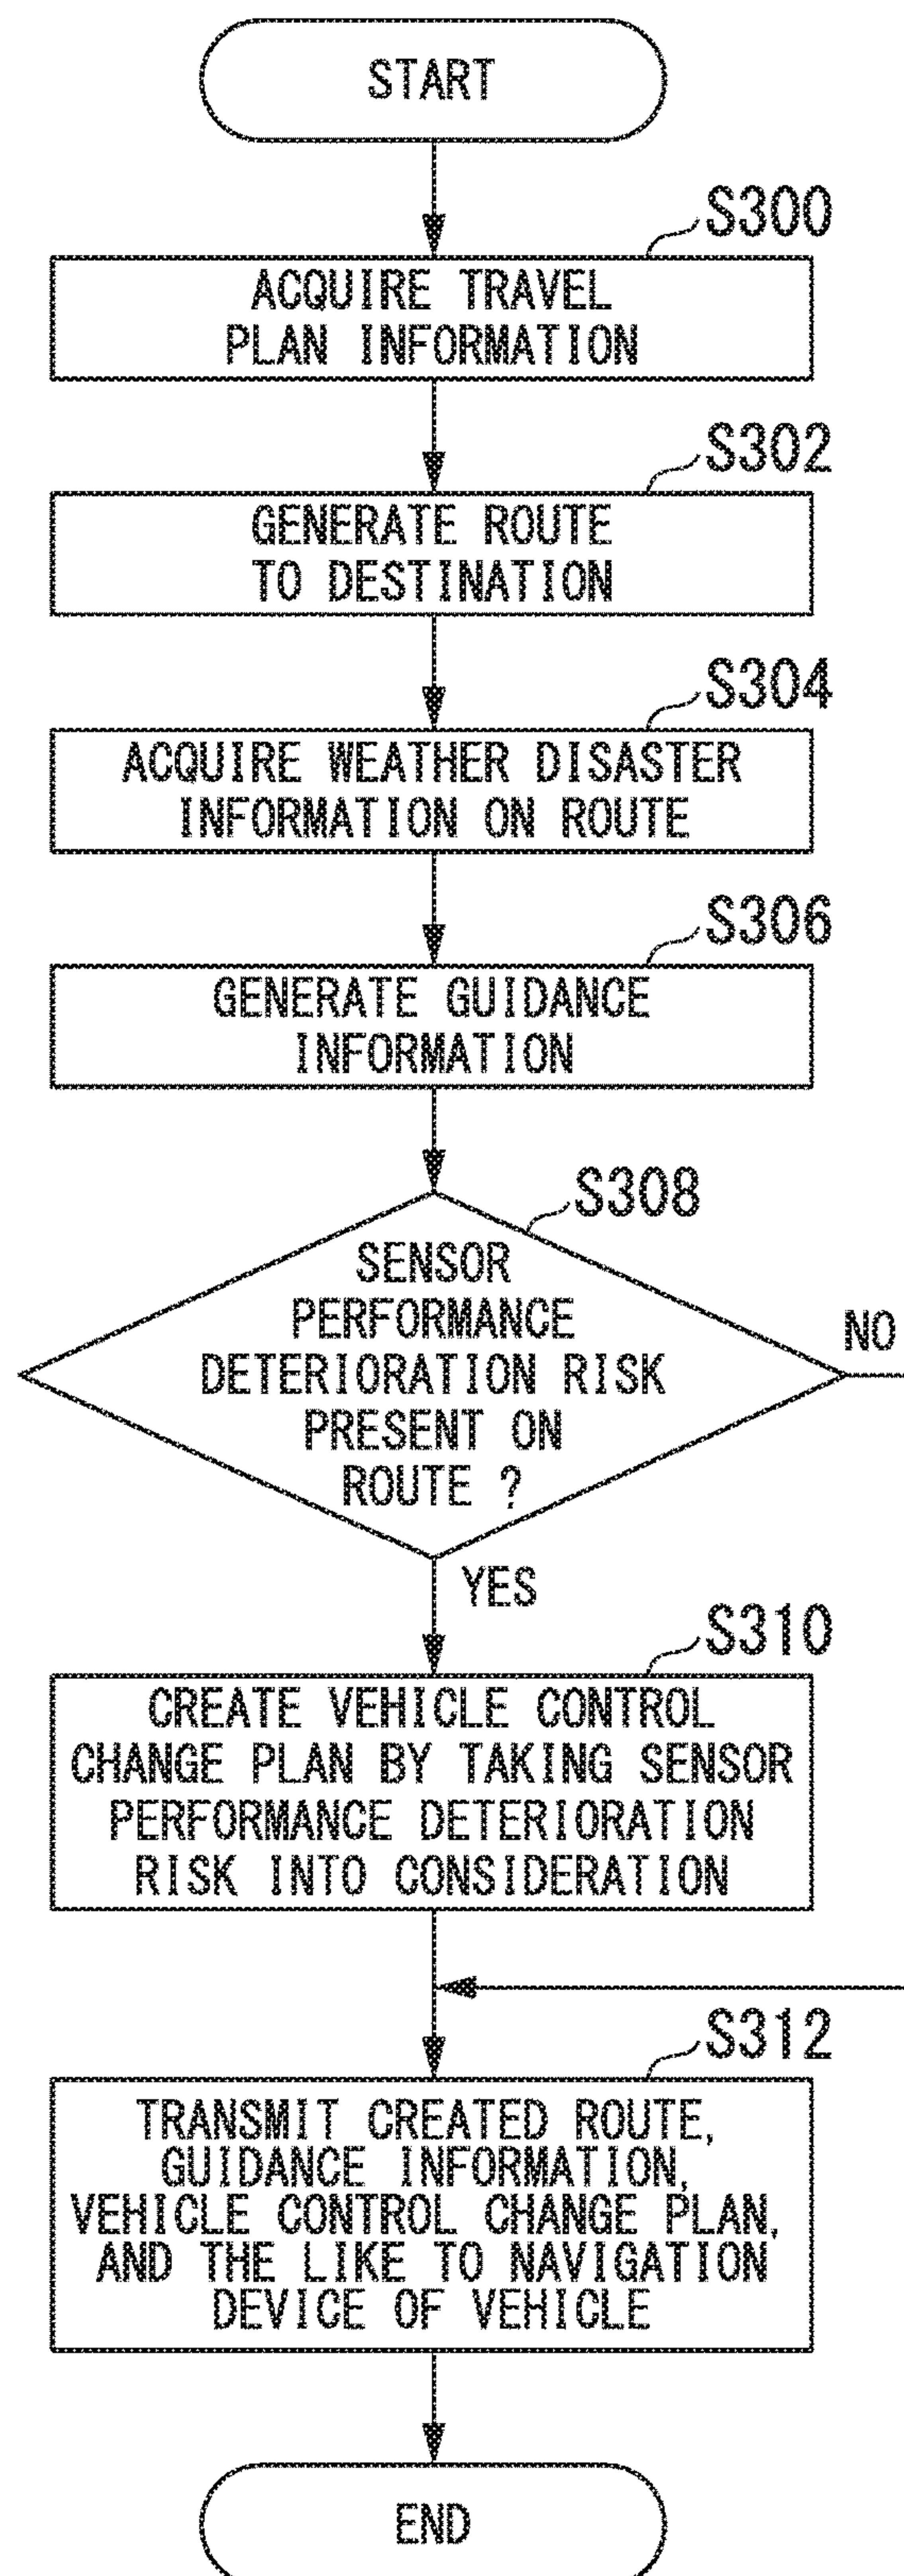 START
S300
ACQUIRE TRAVEL
PLAN INFORMATION
S302
GENERATE ROUTE
TO DESTINATION
S304
ACQUIRE WEATHER DISASTER
INFORMATION ON ROUTE
S306
GENERATE GUIDANCE
INFORMATION
S308
SENSOR
PERFORMANCE
DETERIORATION RISK
PRESENT ON
ROUTE ?
NO
YES
S310
CREATE VEHICLE CONTROL
CHANGE PLAN BY TAKING SENSOR
PERFORMANCE DETERIORATION
RISK INTO CONSIDERATION
S312
TRANSMIT CREATED ROUTE,
GUIDANCE INFORMATION,
VEHICLE CONTROL CHANGE PLAN,
AND THE LIKE TO NAVIGATION
DEVICE OF VEHICLE
END